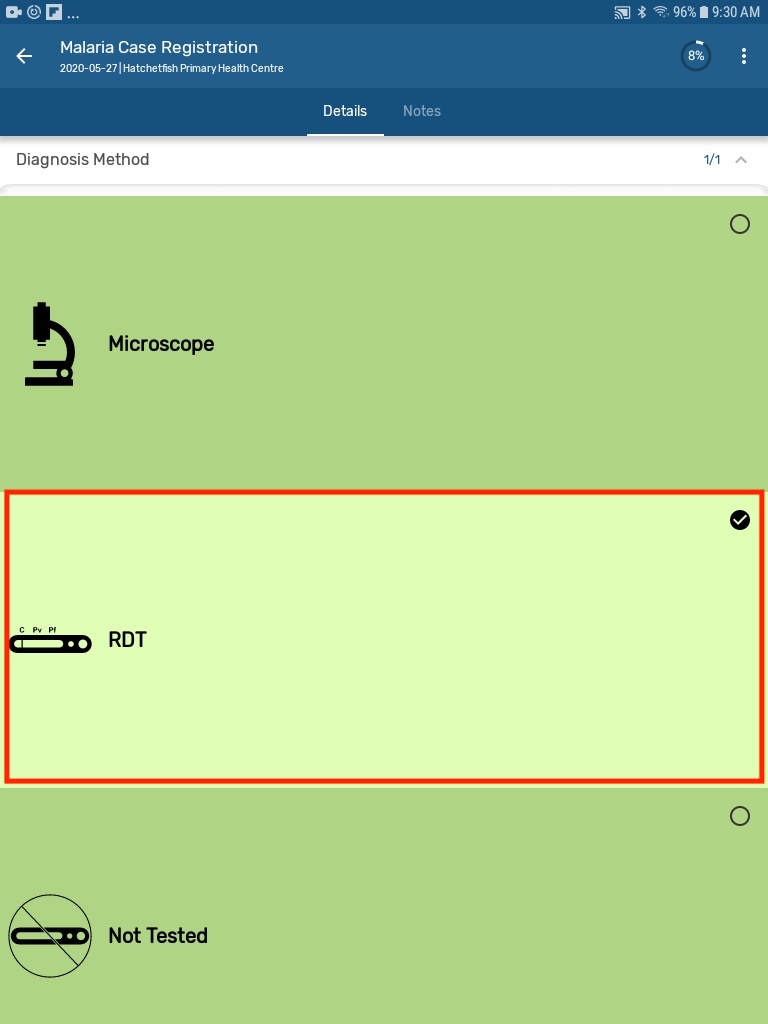 ... 96% 9:30 AM
Malaria Case Registration
2020-05-27 | Hatchetfish Primary Health Centre
8%
Details Notes
Diagnosis Method 1/1
Microscope
C Pv Pf
RDT
Not Tested